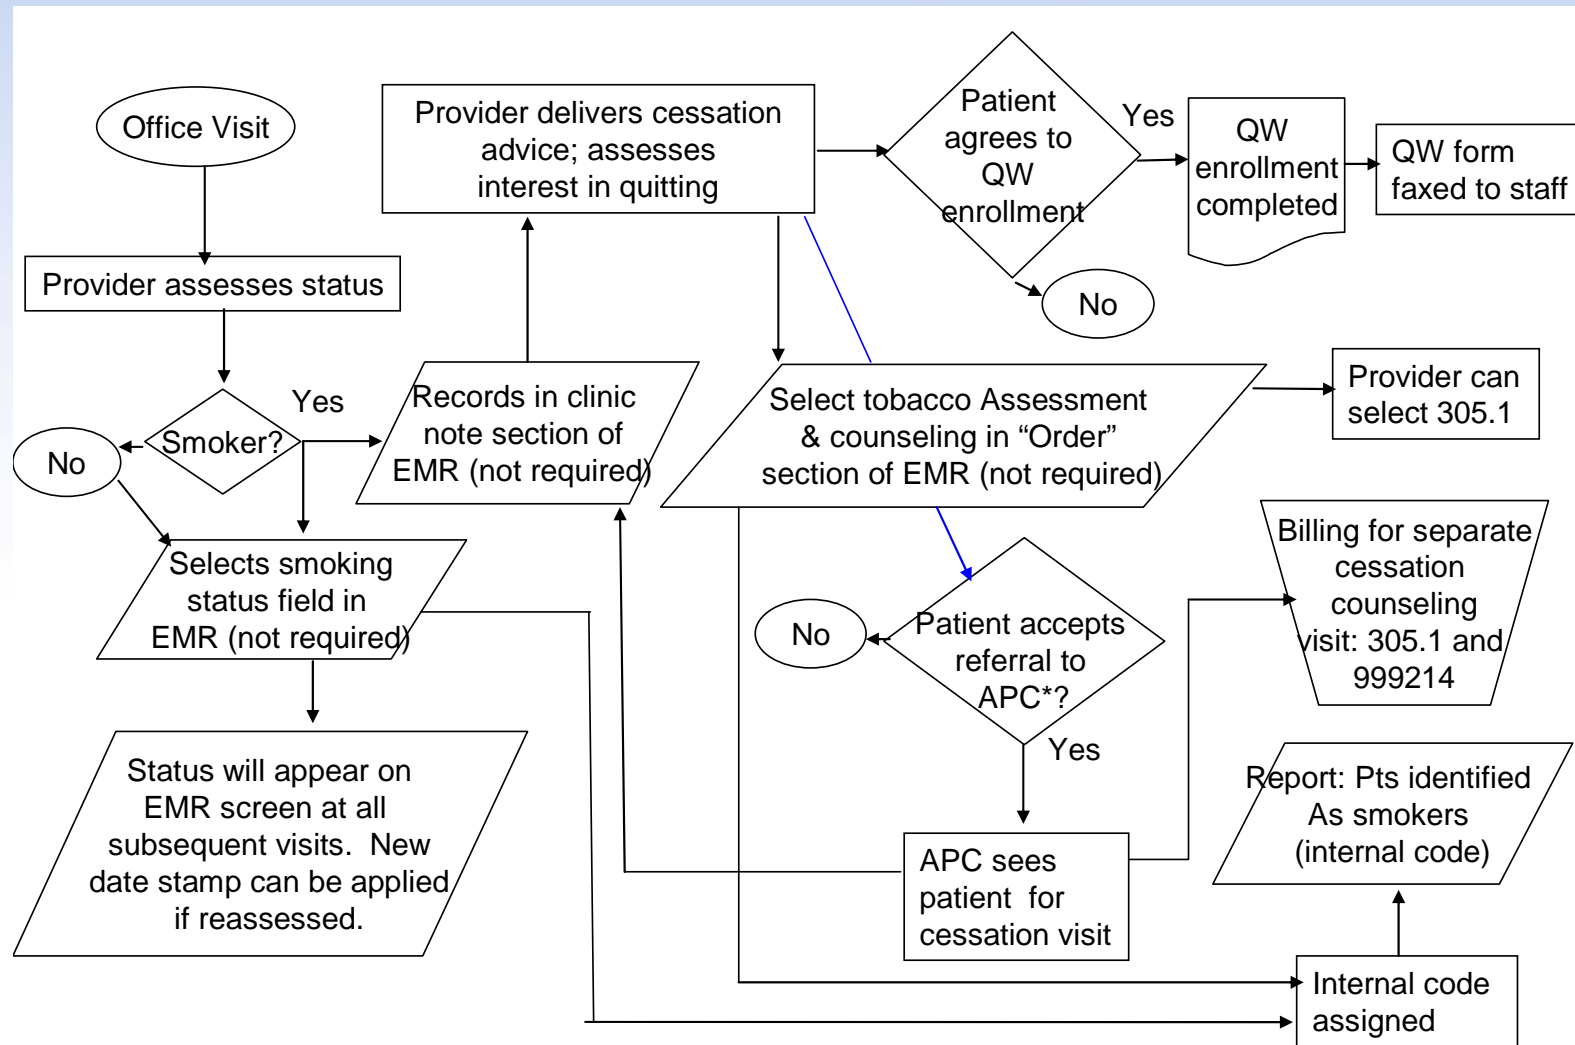 Office Visit
Provider assesses status
Smoker?
Yes
No
Selects smoking
status field in
EMR (not required)
Status will appear on
EMR screen at all
subsequent visits.  New
date stamp can be applied
if reassessed.
Records in clinic
note section of
EMR (not required)
Provider delivers cessation
advice; assesses
interest in quitting
Patient
agrees to
QW
enrollment
Yes
No
QW
enrollment
completed
QW form
faxed to staff
Select tobacco Assessment
& counseling in “Order”
section of EMR (not required)
Provider can
select 305.1
Patient accepts
referral to
APC*?
No
Yes
APC sees
patient  for
cessation visit
Billing for separate
cessation
counseling
visit: 305.1 and
999214
Report: Pts identified
As smokers
(internal code)
Internal code
assigned